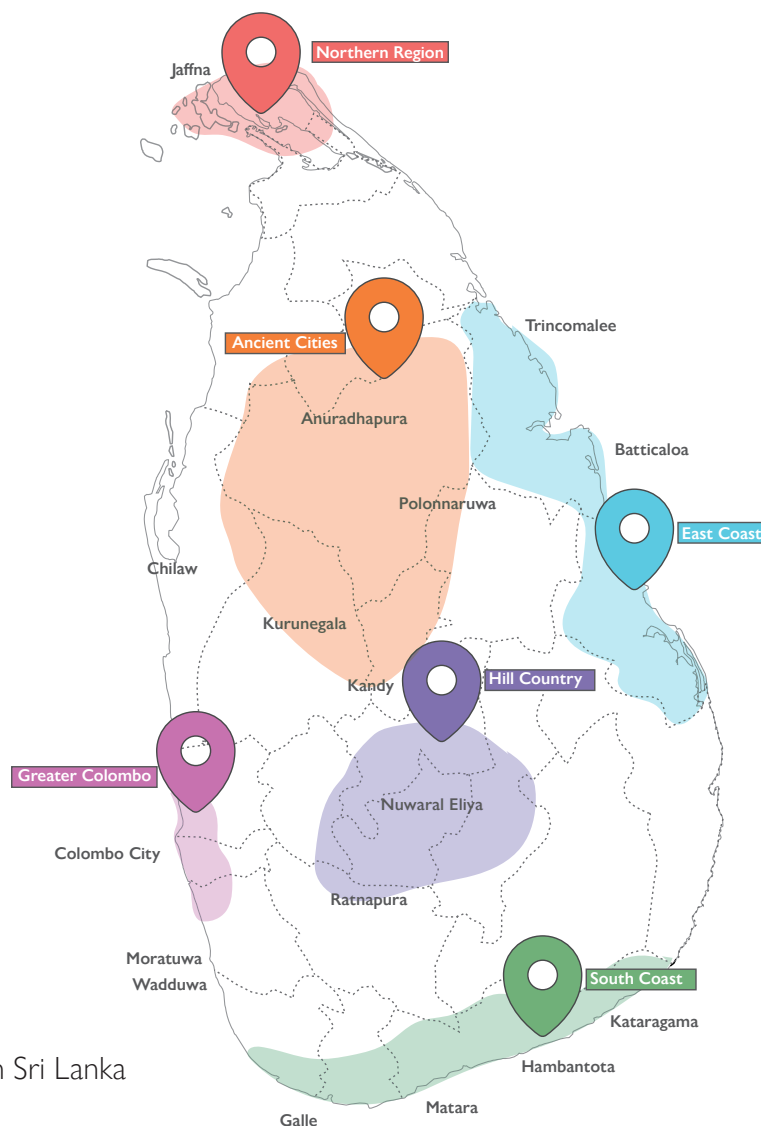 Northern Region
Jaffna
Trincomalee
Ancient Cities
Anuradhapura
Batticaloa
Polonnaruwa
East Coast
Chilaw
Kurunegala
Kandy
Hill Country
Greater Colombo
Nuwaral Eliya
Colombo City
Ratnapura
Moratuwa
South Coast
Wadduwa
Kataragama
Sri Lanka
Hambantota
Matara
Galle